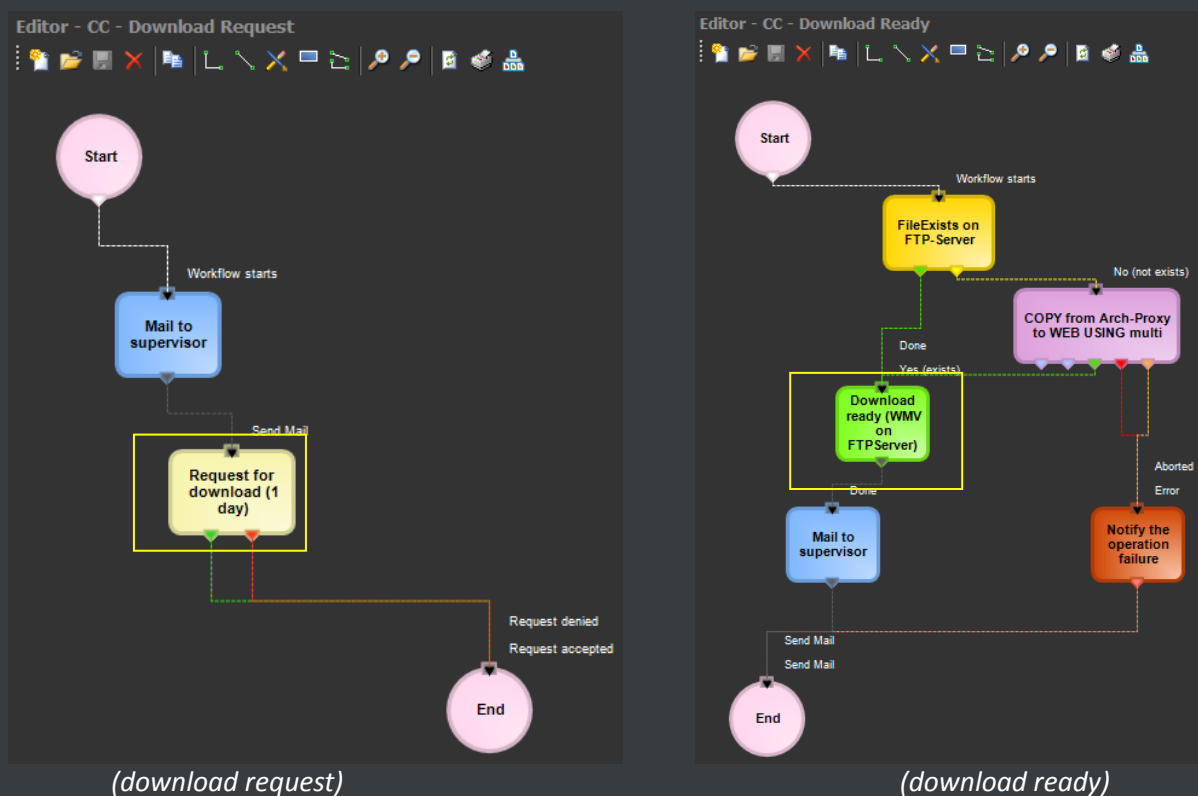 Editor - CC - Download Request
Start
Workflow starts
Mail to
supervisor
Send Mail
Request for
download (1
day)
Request denied
Request accepted
End
(download request)
Editor - CC - Download Ready
Start
Workflow starts
FileExists on
FTP-Server
No (not exists)
COPY from Arch-Proxy
to WEB USING multi
Done
Yes (exists)
Download
ready (WMV
on
FTPServer)
Aborted
Error
Done
Mail to
supervisor
Notify the
operation
failure
Send Mail
Send Mail
End
(download ready)